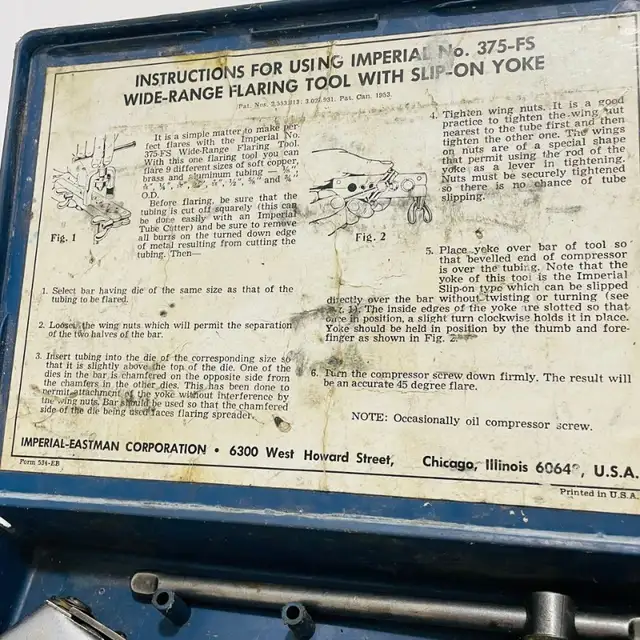 INSTRUCTIONS FOR USING IMPERIAL No. 375-FS
WIDE-RANGE FLARING TOOL WITH SLIP-ON YOKE
Pat. Can. 1953.
It is a simple matter to make per
fect flares with the Imperial No.
375-FS Wide-Range Flaring Tool.
With this one flaring tool you can
flare 9 different sizes of soft copper,
brass and aluminum tubing —
O.D.
Before flaring, be sure that the
tubing is cut off squarely (this can
be done easily with an Imperial
Tube Cutter) and be sure to remove
all burrs on the turned down edge
of metal resulting from cutting the
tubing. Then—
Fig. 1
1. Select bar having die of the same size as that of the
tubing to be flared.
2. Loosen the wing nuts which will permit the separation
of the two halves of the bar.
3. Insert tubing into the die of the corresponding size so
that it is slightly above the top of the die. One of the
dies in the bar is chamfered on the opposite side from
the chamfers in the other dies. This has been done to
permit attachment of the yoke without interference by
the wing nuts. Bar should be used so that the chamfered
side of the die being used faces flaring spreader.
4. Tighten wing nuts. It is a good
practice to tighten the wing nut
nearest to the tube first and then
tighten the other one. The wings
on nuts are of a special shape
that permit using the rod of the
yoke as a lever in tightening.
Nuts must be securely tightened
so there is no chance of tube
slipping.
Fig. 2
5. Place yoke over bar of tool so
that bevelled end of compressor
is over the tubing. Note that the
yoke of this tool is the Imperial
Slip-on type which can be slipped
directly over the bar without twisting or turning (see
1). The inside edges of the yoke are slotted so that
once in position, a slight turn clockwise holds it in place.
Yoke should be held in position by the thumb and fore-
finger as shown in Fig. 2.
6. Turn the compressor screw down firmly. The result will
be an accurate 45 degree flare.
NOTE: Occasionally oil compressor screw.
IMPERIAL-EASTMAN CORPORATION • 6300 West Howard Street, Chicago, Illinois U.S.A.
Form 534-EB
Printed in U.S.A.